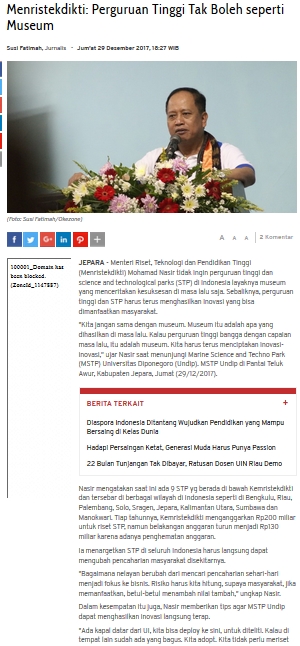 Menristekdikti: Perguruan Tinggi Tak Boleh seperti
Museum
Susi Fatimah, Jurnalis • Jum'at 29 Desember 2017, 18:27 WIB
(Foto: Susi Fatimah/Okezone)
A A A | 2 Komentar
100001_Domain has
been blocked.
(ZoneId_1147887)
JEPARA - Menteri Riset, Teknologi dan Pendidikan Tinggi
(Menristekdikti) Mohamad Nasir tidak ingin perguruan tinggi dan
science and technological parks (STP) di Indonesia layaknya museum
yang menceritakan kesuksesan di masa lalu saja. Sebaliknya, perguruan
tinggi dan STP harus terus menghasilkan inovasi yang bisa
dimanfaatkan masyarakat.
"Kita jangan sama dengan museum. Museum itu adalah apa yang
dihasilkan di masa lalu. Kalau peruguan tinggi bangga dengan capaian
masa lalu, itu adalah museum. Kita harus terus menciptakan inovasi-
inovasi," ujar Nasir saat menunjungi Marine Science and Techno Park
(MSTP) Universitas Diponegoro (Undip). MSTP Undip di Pantai Teluk
Awur, Kabupaten Jepara, Jumat (29/12/2017).
BERITA TERKAIT +
Diaspora Indonesia Ditantang Wujudkan Pendidikan yang Mampu
Bersaing di Kelas Dunia
Hadapi Persaingan Ketat, Generasi Muda Harus Punya Passion
22 Bulan Tunjangan Tak Dibayar, Ratusan Dosen UIN Riau Demo
Nasir mengatakan saat ini ada 9 STP yg berada di bawah Kemristekdikti
dan tersebar di berbagai wilayah di Indonesia seperti di Bengkulu, Riau,
Palembang, Solo, Sragen, Jepara, Kalimantan Utara, Sumbawa dan
Manokwari. Tiap tahunnya, Kemristekdikti menganggarkan Rp200 miliar
untuk riset STP, namun belakangan anggaran turun menjadi Rp130
miliar karena adanya penghematan anggaran.
Ia menargetkan STP di seluruh Indonesia harus langsung dapat
mengubah pencaharian masyarakat disekitarnya.
"Bagaimana nelayan berubah dari mencari pencaharian sehari-hari
menjadi fokus ke bisnis. Risiko harus kita hitung, supaya masyarakat, jika
memanfaatkan, betul-betul menambah nilai tambah," ungkap Nasir.
Dalam kesempatan itu juga, Nasir memberikan tips agar MSTP Undip
dapat menghasilkan inovasi langsung terap.
"Ada kapal datar dari UI, kita bisa deploy ke sini, untuk diteliti. Kalau di
tempat lain sudah ada yang bagus. Kita adopt. Kita tidak perlu meriset